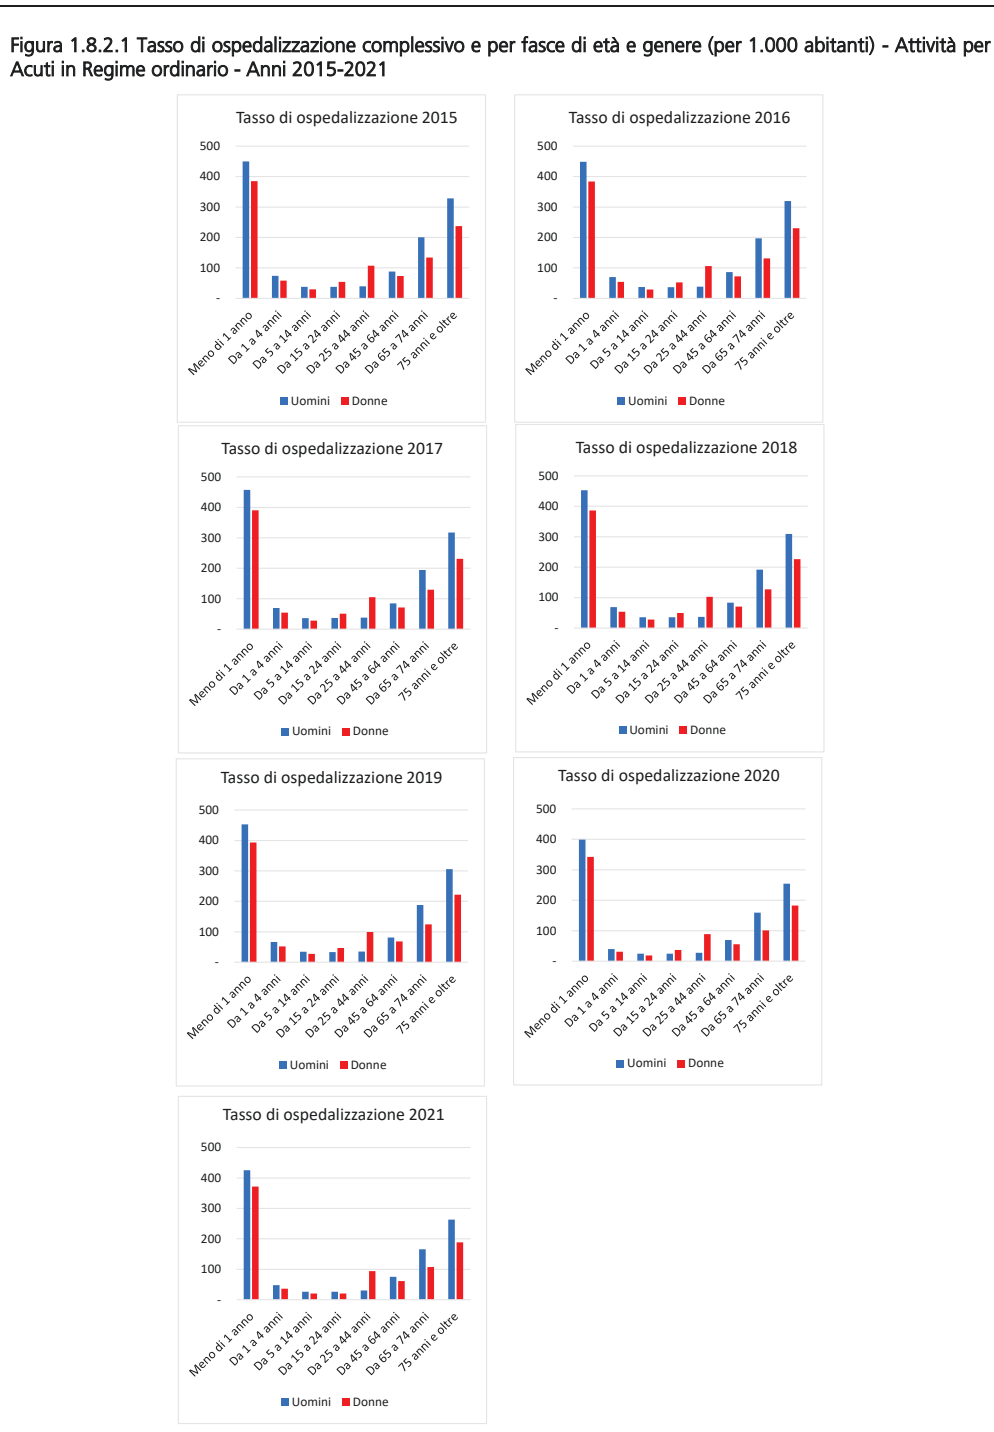 Figura 1.8.2.1 Tasso di ospedalizzazione complessivo e per fasce di età e genere (per 1.000 abitanti) - Attività per
Acuti in Regime ordinario - Anni 2015-2021
Tasso di ospedalizzazione 2015
500
400
300
200
100
-
Meno di 1 anno
Da 1 a 4 anni
Da 5 a 14 anni
Da 15 a 24 anni
Da 25 a 44 anni
Da 45 a 64 anni
Da 65 a 74 anni
75 anni e oltre
Uomini Donne
Tasso di ospedalizzazione 2016
500
400
300
200
100
-
Meno di 1 anno
Da 1 a 4 anni
Da 5 a 14 anni
Da 15 a 24 anni
Da 25 a 44 anni
Da 45 a 64 anni
Da 65 a 74 anni
75 anni e oltre
Uomini Donne
Tasso di ospedalizzazione 2017
500
400
300
200
100
-
Meno di 1 anno
Da 1 a 4 anni
Da 5 a 14 anni
Da 15 a 24 anni
Da 25 a 44 anni
Da 45 a 64 anni
Da 65 a 74 anni
75 anni e oltre
Uomini Donne
Tasso di ospedalizzazione 2018
500
400
300
200
100
-
Meno di 1 anno
Da 1 a 4 anni
Da 5 a 14 anni
Da 15 a 24 anni
Da 25 a 44 anni
Da 45 a 64 anni
Da 65 a 74 anni
75 anni e oltre
Uomini Donne
Tasso di ospedalizzazione 2019
500
400
300
200
100
-
Meno di 1 anno
Da 1 a 4 anni
Da 5 a 14 anni
Da 15 a 24 anni
Da 25 a 44 anni
Da 45 a 64 anni
Da 65 a 74 anni
75 anni e oltre
Uomini Donne
Tasso di ospedalizzazione 2020
500
400
300
200
100
-
Meno di 1 anno
Da 1 a 4 anni
Da 5 a 14 anni
Da 15 a 24 anni
Da 25 a 44 anni
Da 45 a 64 anni
Da 65 a 74 anni
75 anni e oltre
Uomini Donne
Tasso di ospedalizzazione 2021
500
400
300
200
100
-
Meno di 1 anno
Da 1 a 4 anni
Da 5 a 14 anni
Da 15 a 24 anni
Da 25 a 44 anni
Da 45 a 64 anni
Da 65 a 74 anni
75 anni e oltre
Uomini Donne